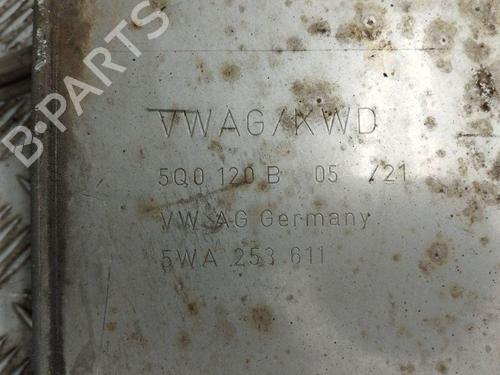 B-PARTS
VWAG/KWD
5Q0 120 B 05 /21
VW AG Germany
5WA 253 611